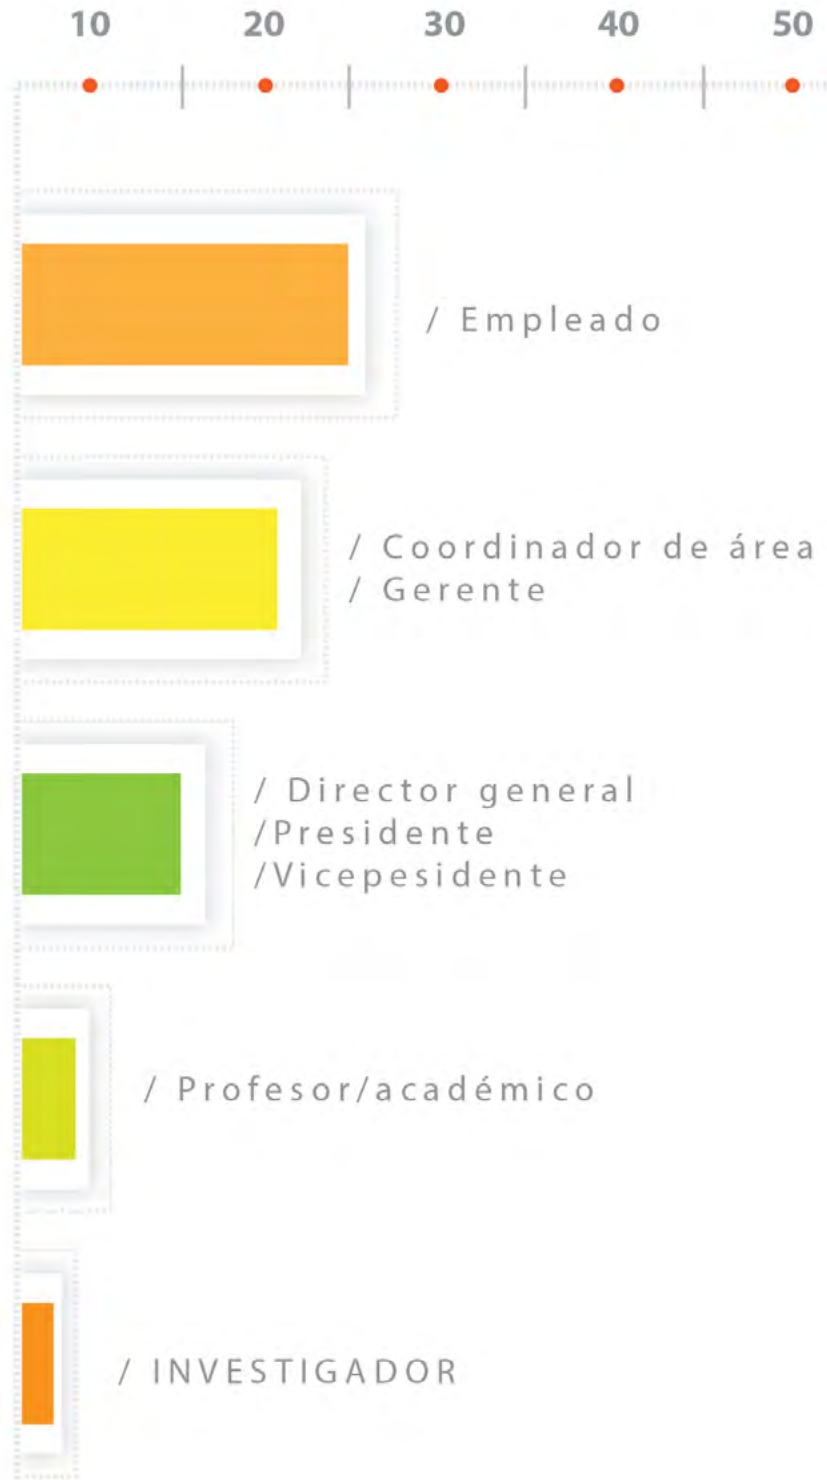 10 20 30 40 50
/ Empleado
/ Coordinador de área
/ Gerente
/ Director general
/Presidente
/Vicepesidente
/ Profesor/académico
/ INVESTIGADOR